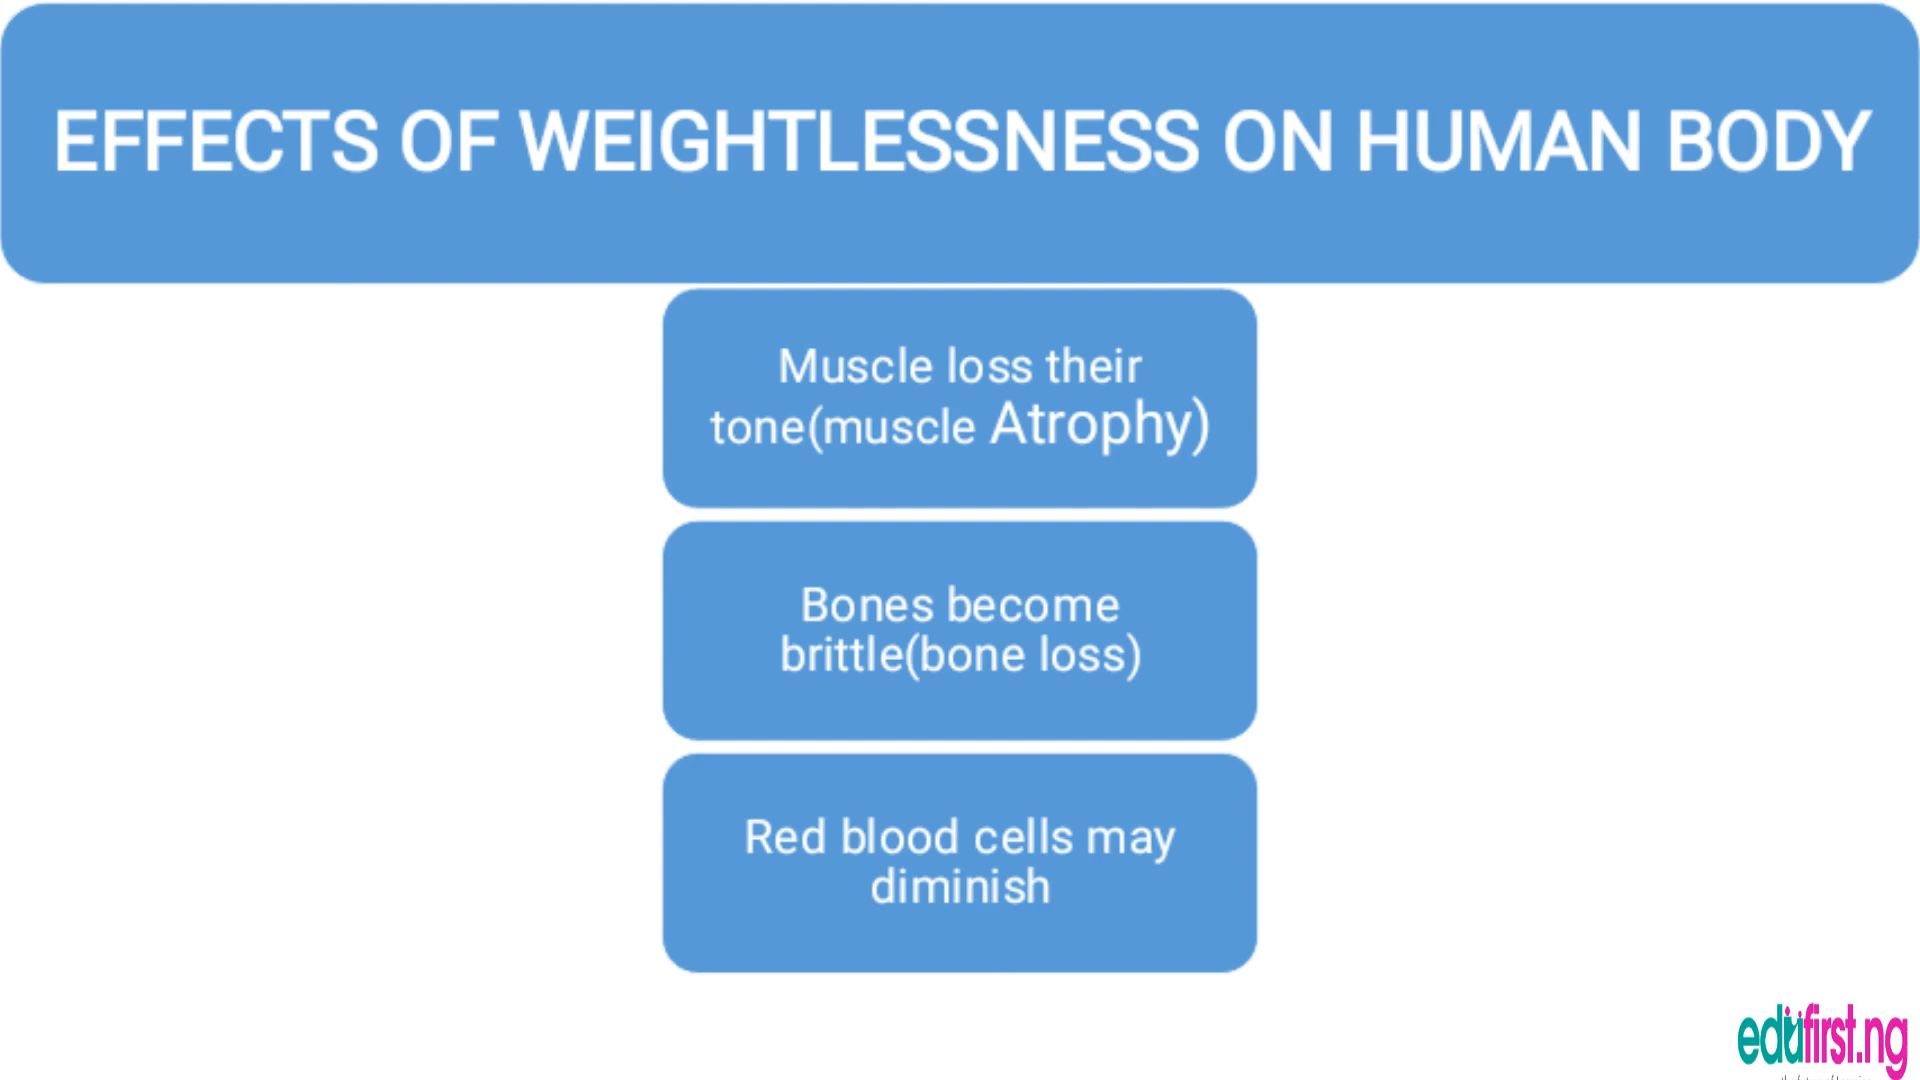 EFFECTS OF WEIGHTLESSNESS ON HUMAN BODY
Muscle loss their
tone(muscle Atrophy)
Bones become
brittle(bone loss)
Red blood cells may
diminish
edufirst.ng